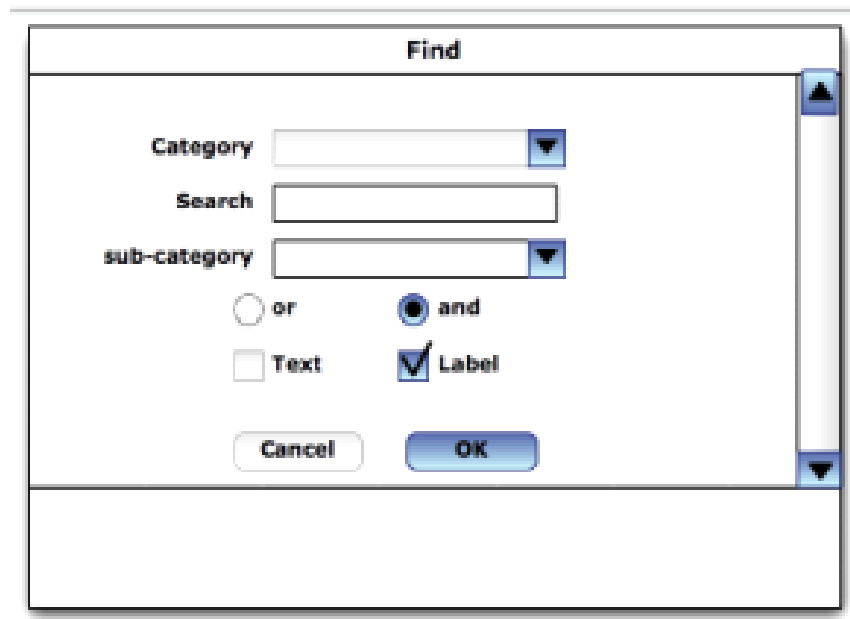 Find
Category
Search
sub-category
or and
Text Label
Cancel OK